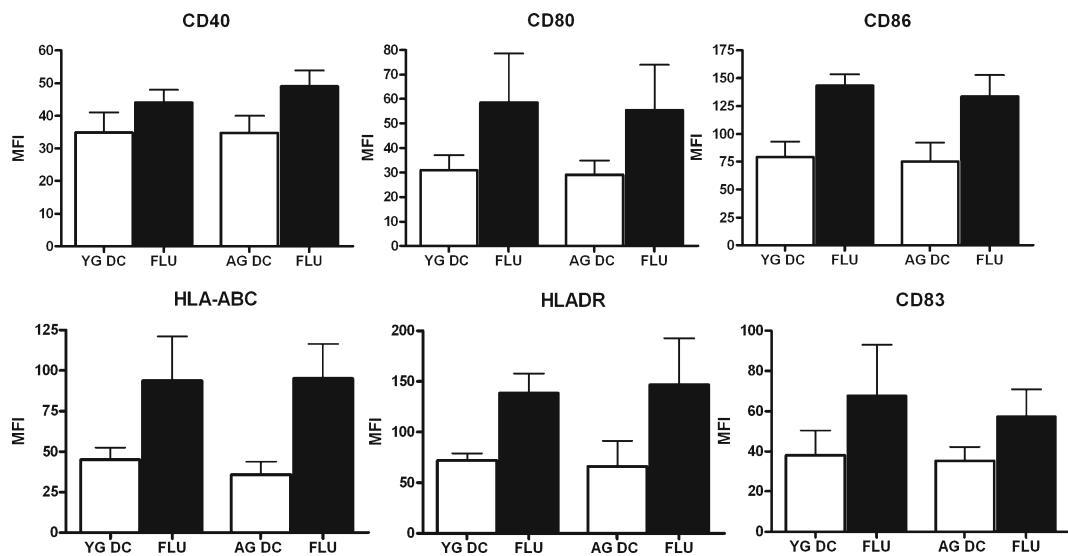 CD40
60
50
40
30
20
10
0
MFI
YG DC FLU AG DC FLU
CD80
80
70
60
50
40
30
20
10
0
MFI
YG DC FLU AG DC FLU
CD86
175
150
125
100
75
50
25
0
MFI
YG DC FLU AG DC FLU
HLA-ABC
125
100
75
50
25
0
MFI
YG DC FLU AG DC FLU
HLADR
200
150
100
50
0
MFI
YG DC FLU AG DC FLU
CD83
100
80
60
40
20
0
MFI
YG DC FLU AG DC FLU